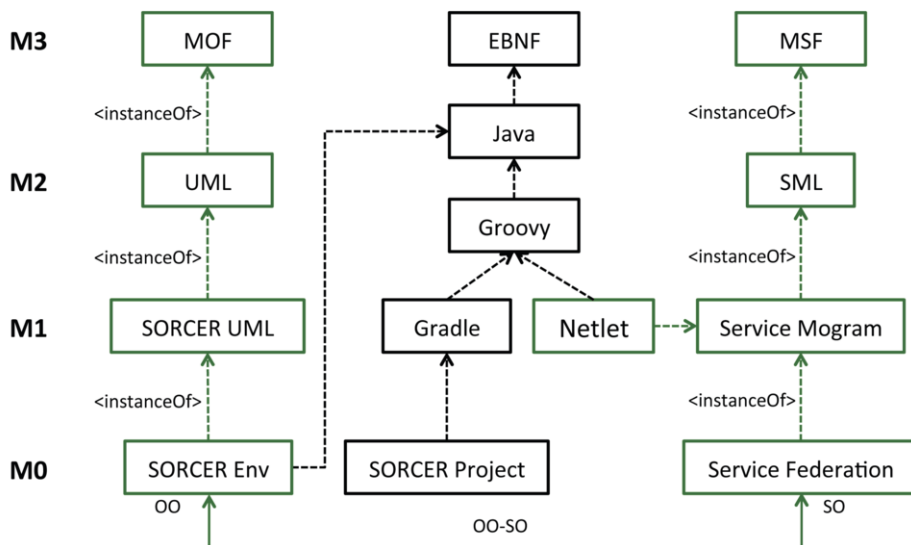 M3 MOF EBNF MSF
<instanceOf> <instanceOf>
Java
M2 UML SML
Groovy
<instanceOf> <instanceOf>
M1 SORCER UML Gradle Netlet Service Mogram
<instanceOf> <instanceOf>
M0 SORCER Env SORCER Project Service Federation
OO SO
OO-SO